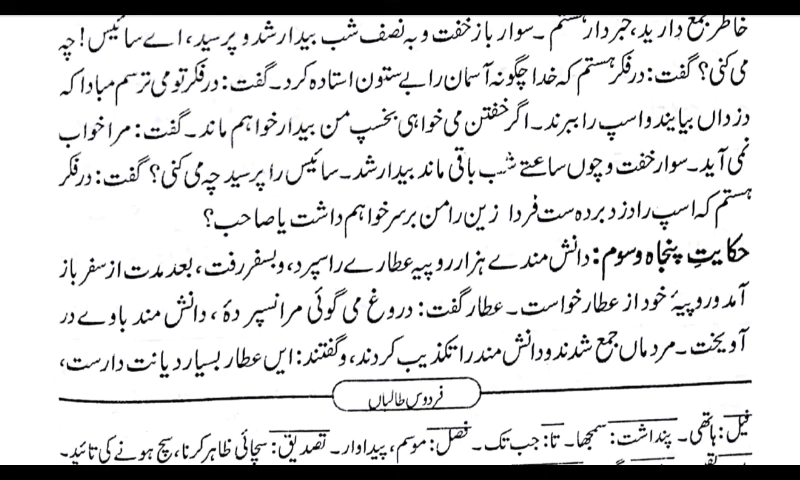 خاطر جمع دارید، خبردار ہستم۔ سوار باز خفت و بہ نصف شب بیدار شد و پرسید، اے سائیس! چہ
می کنی؟ گفت: در فکر ہستم کہ خدا چگونہ آسمان را بے ستون استادہ کرد۔ گفت: در فکر تو می ترسم مبادا کہ
دزداں بیایند و اسپ را ببرند۔ اگر خفتن می خواہی بخسپ من بیدار خواہم ماند۔ گفت: مرا خواب
نمی آید۔ سوار خفت و چوں ساعتے شب باقی ماند بیدار شد۔ سائیس را پرسید چہ می کنی؟ گفت: در فکر
ہستم کہ اسپ را دزد بردہ ست فردا زین را من بر سر خواہم داشت یا صاحب؟
حکایتِ پنجاہ و سوم: دانش مندے ہزار روپیہ عطارے را سپرد، و بسفر رفت، بعد مدت از سفر باز
آمد و روپیۂ خود از عطار خواست۔ عطار گفت: دروغ می گوئی مرا نسپر دۂ، دانش مند باوے در
آویخت۔ مردماں جمع شدند و دانش مند را تکذیب کردند، و گفتند: ایں عطار بسیار دیانت دارست،
فردوس طالباں
فیل: ہاتھی۔ پنداشت: سمجھا۔ تا: جب تک۔ فصل: موسم، پیداوار۔ تصدیق: سچائی ظاہر کرنا، سچ ہونے کی تائید۔